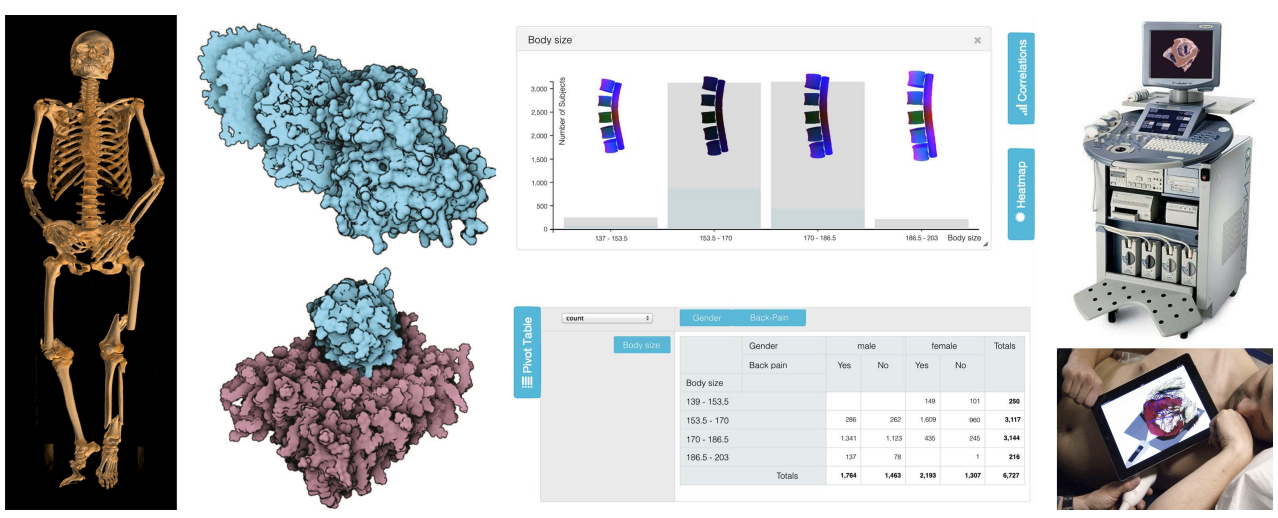 Body size
Number of Subjects
3,000
2,500
2,000
1,500
1,000
500
0
137 - 153.5
153.5 - 170
170 - 186.5
186.5 - 203
Body size
Correlations
Heatmap
Pivot Table
count
Gender
Back-Pain
Body size
Gender male female Totals
Back pain Yes No Yes No
Body size
139 - 153,5 149 101 250
153.5 - 170 286 262 1,609 960 3,117
170 - 186.5 1.341 1,123 435 245 3,144
186.5 - 203 137 78 1 216
Totals 1,764 1,463 2,193 1,307 6,727